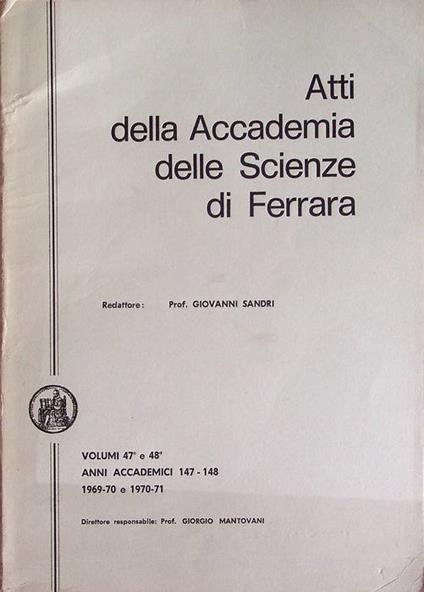 Atti
della Accademia
delle Scienze
di Ferrara
Redattore: Prof. GIOVANNI SANDRI
VOLUMI 47° e 48°
ANNI ACCADEMICI 147-148
1969-70 e 1970-71
Direttore responsabile: Prof. GIORGIO MANTOVANI